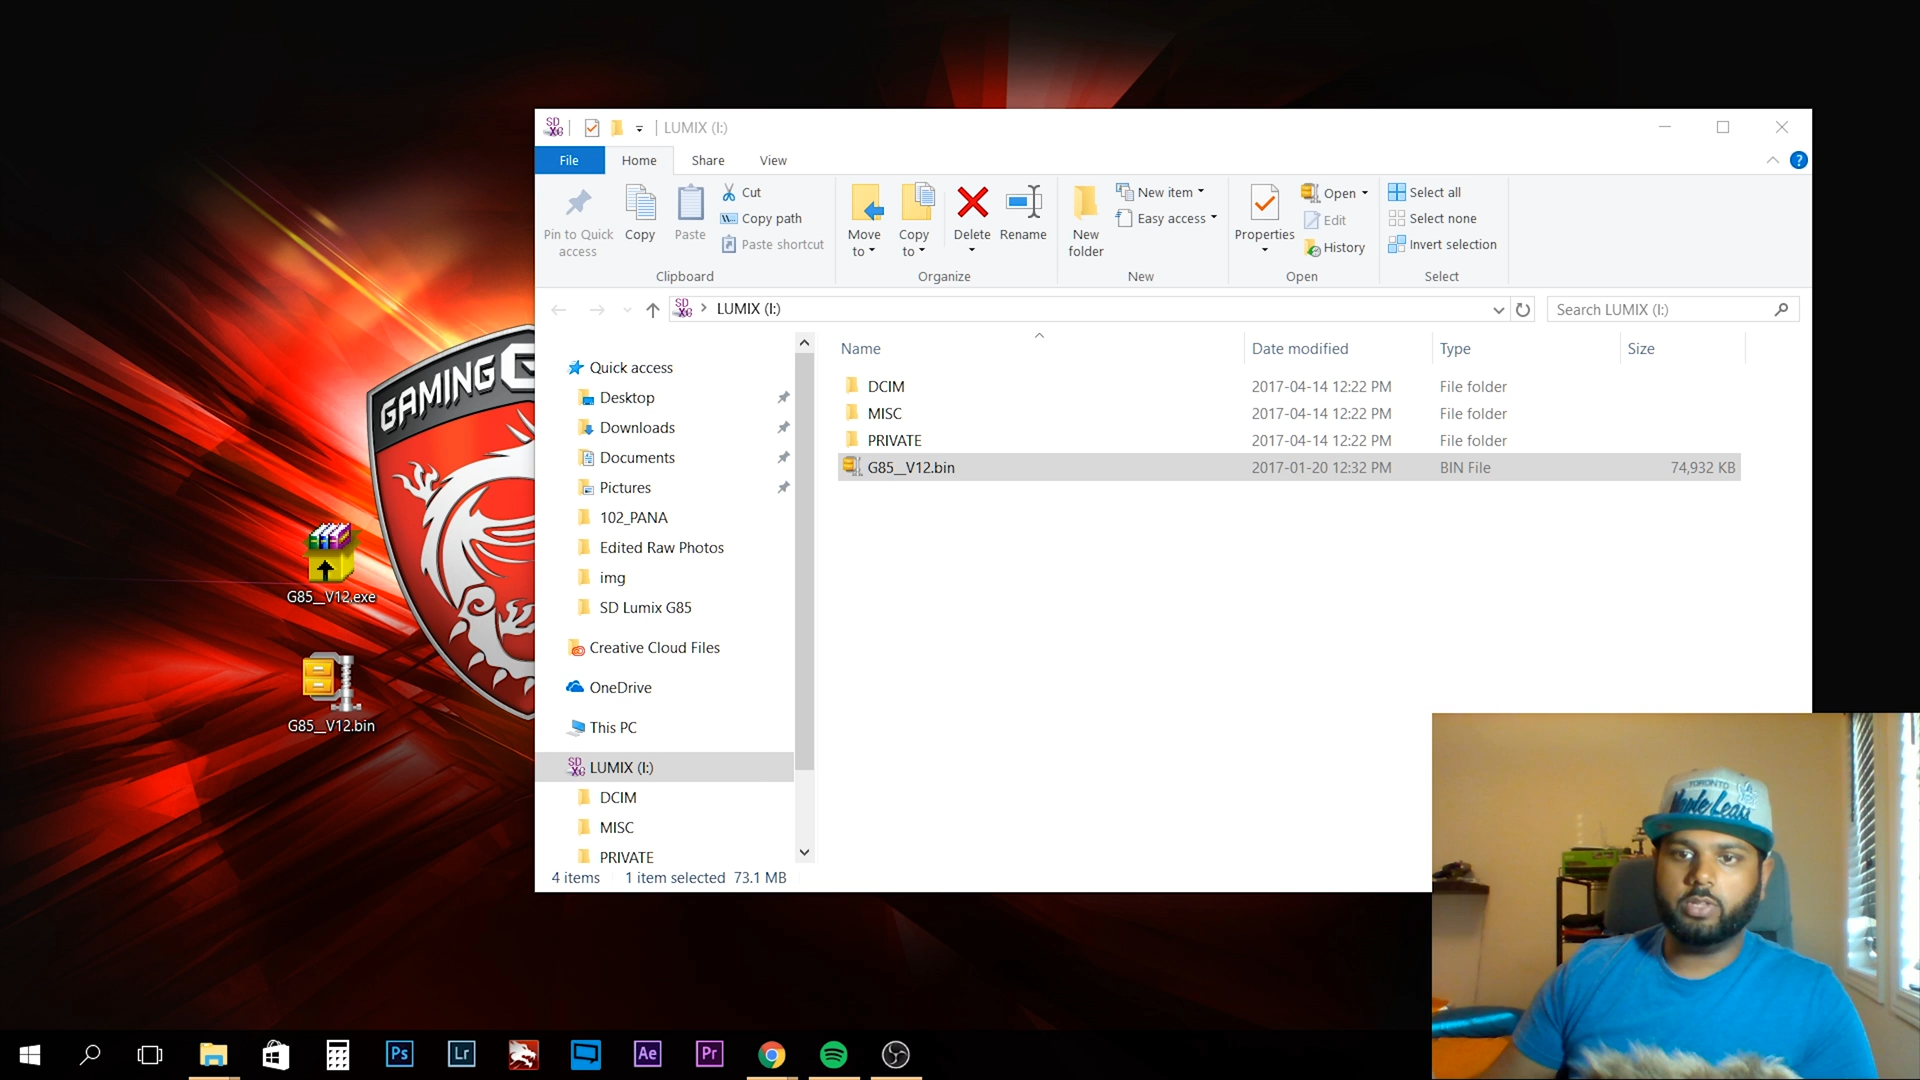 LUMIX (I:)
File
Home
Share
View
Pin to Quick access
Copy
Paste
Cut
Copy path
Paste shortcut
Clipboard
Move to
Copy to
Delete
Rename
Organize
New folder
New item
Easy access
New
Properties
Open
Edit
History
Open
Select all
Select none
Invert selection
Select
LUMIX (I:)
Search LUMIX (I:)
Quick access
Desktop
Downloads
Documents
Pictures
102_PANA
Edited Raw Photos
img
SD Lumix G85
Creative Cloud Files
OneDrive
This PC
LUMIX (I:)
DCIM
MISC
PRIVATE
Name Date modified Type Size
DCIM 2017-04-14 12:22 PM File folder
MISC 2017-04-14 12:22 PM File folder
PRIVATE 2017-04-14 12:22 PM File folder
G85__V12.bin 2017-01-20 12:32 PM BIN File 74,932 KB
4 items 1 item selected 73.1 MB
GAMING G
G85__V12.exe
G85__V12.bin
TORONTO
Maple Leafs
Ps
Lr
Ae
Pr